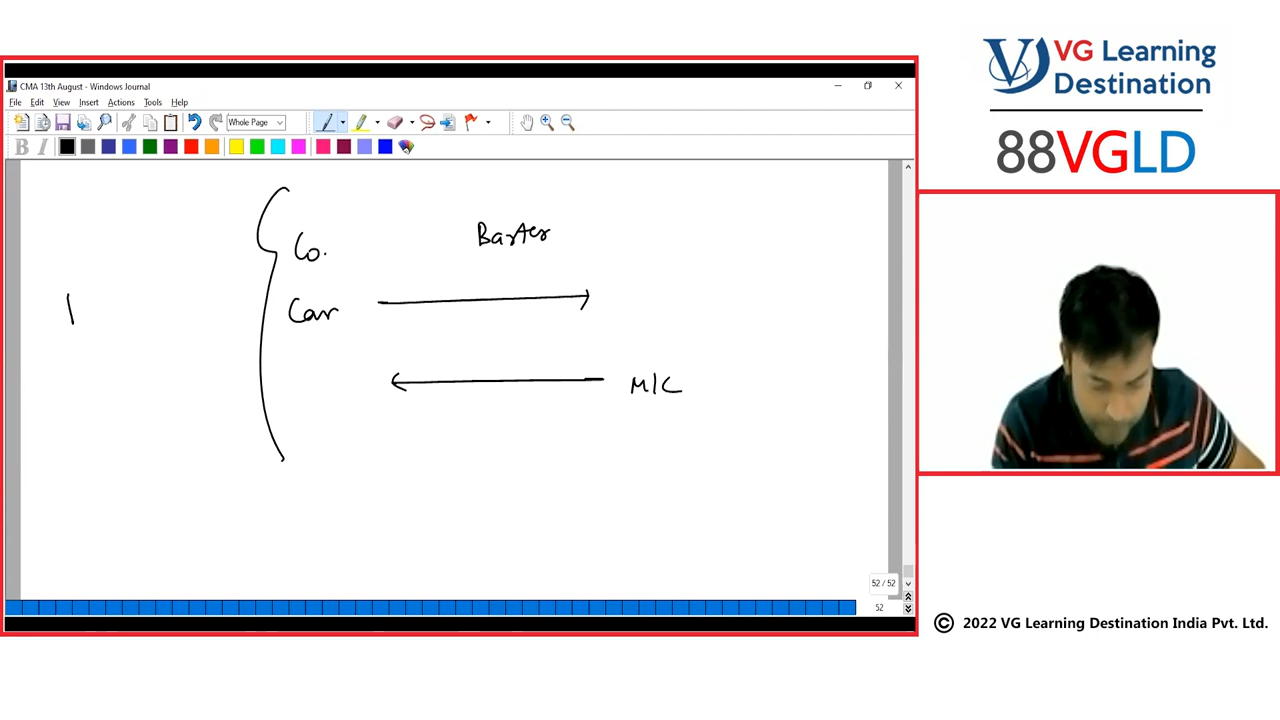 CMA 13th August - Windows Journal
File Edit View Insert Actions Tools Help
Whole Page
B I
Co.
Barter
Car
M/C
52 / 52
52
VG Learning
Destination
88VGLD
© 2022 VG Learning Destination India Pvt. Ltd.